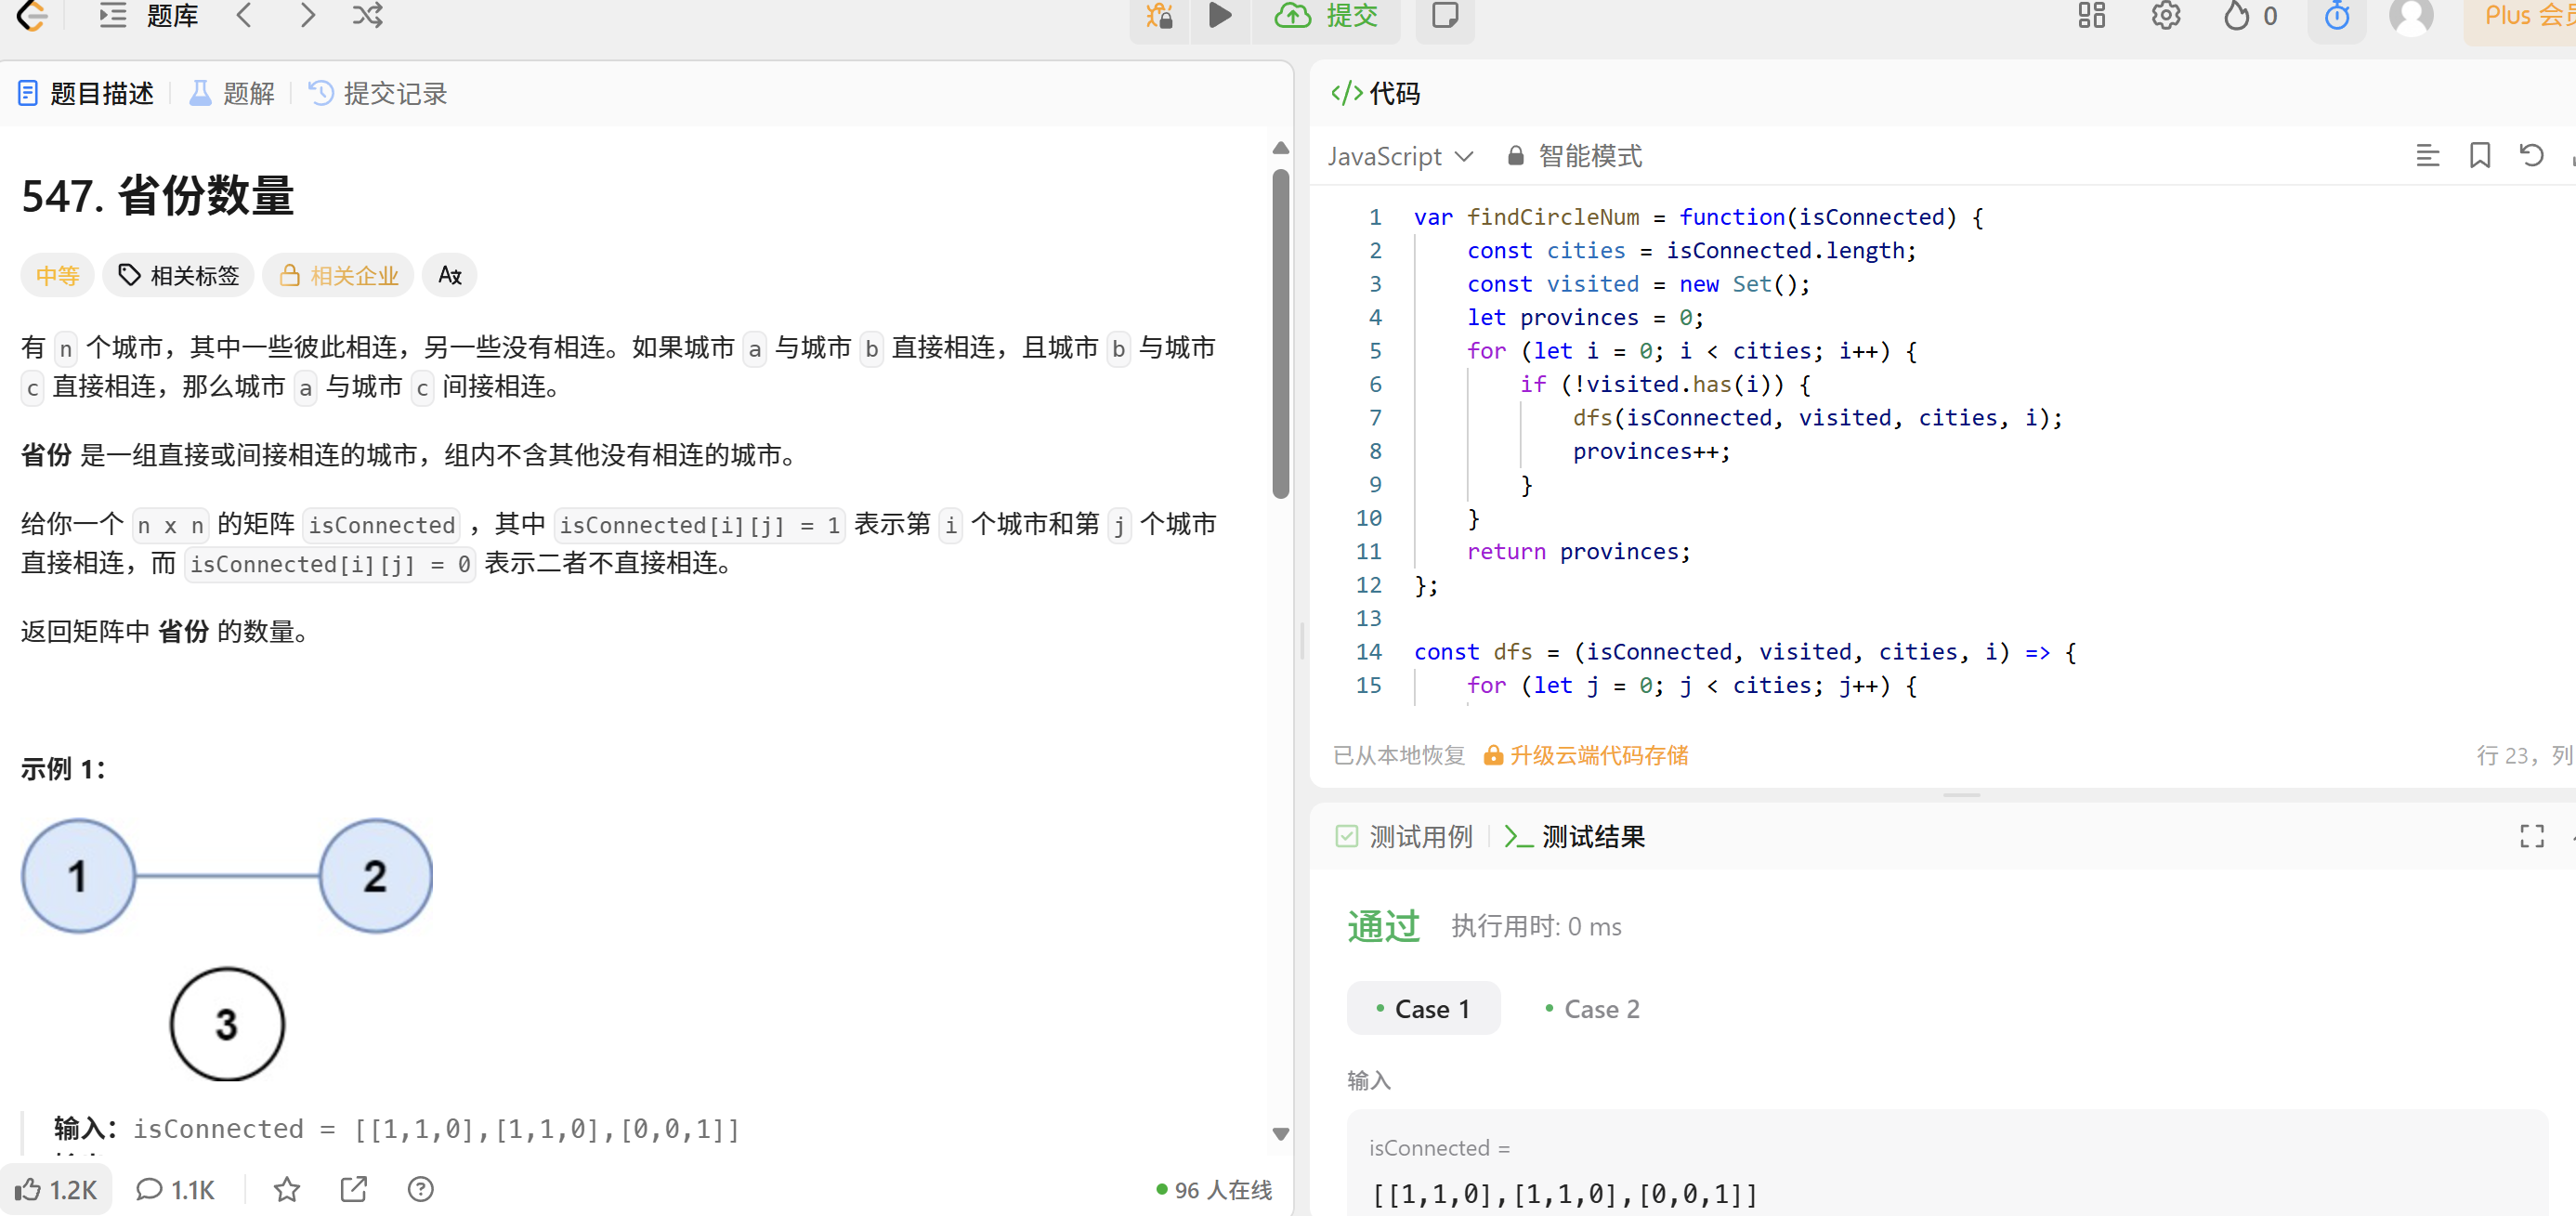 题库
提交
0
Plus 会员
题目描述
题解
提交记录
547. 省份数量
中等
相关标签
相关企业
有 n 个城市，其中一些彼此相连，另一些没有相连。如果城市 a 与城市 b 直接相连，且城市 b 与城市
c 直接相连，那么城市 a 与城市 c 间接相连。
省份 是一组直接或间接相连的城市，组内不含其他没有相连的城市。
给你一个 n x n 的矩阵 isConnected ，其中 isConnected[i][j] = 1 表示第 i 个城市和第 j 个城市
直接相连，而 isConnected[i][j] = 0 表示二者不直接相连。
返回矩阵中 省份 的数量。
示例 1：
1
2
3
输入：isConnected = [[1,1,0],[1,1,0],[0,0,1]]
1.2K
1.1K
96 人在线
</> 代码
JavaScript
智能模式
1 var findCircleNum = function(isConnected) {
2 const cities = isConnected.length;
3 const visited = new Set();
4 let provinces = 0;
5 for (let i = 0; i < cities; i++) {
6 if (!visited.has(i)) {
7 dfs(isConnected, visited, cities, i);
8 provinces++;
9 }
10 }
11 return provinces;
12 };
13
14 const dfs = (isConnected, visited, cities, i) => {
15 for (let j = 0; j < cities; j++) {
已从本地恢复
升级云端代码存储
行 23，列
测试用例
测试结果
通过
执行用时: 0 ms
Case 1
Case 2
输入
isConnected =
[[1,1,0],[1,1,0],[0,0,1]]